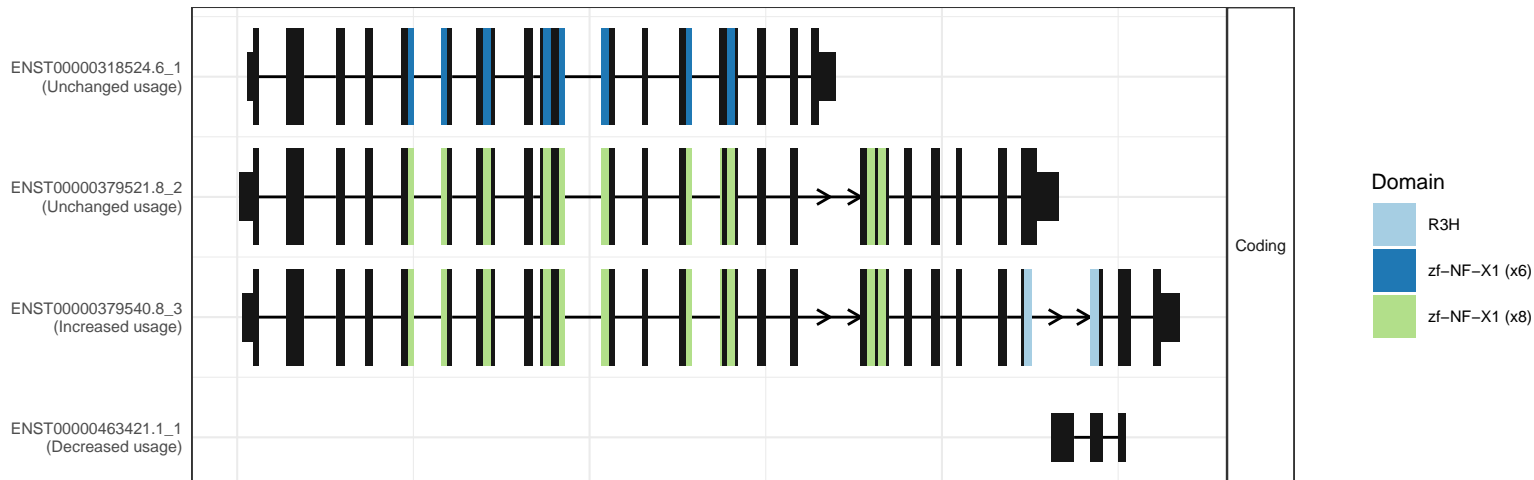 ENST00000318524.6_1
(Unchanged usage)
ENST00000379521.8_2
(Unchanged usage)
ENST00000379540.8_3
(Increased usage)
ENST00000463421.1_1
(Decreased usage)
Coding
Domain
R3H
zf−NF−X1 (x6)
zf−NF−X1 (x8)